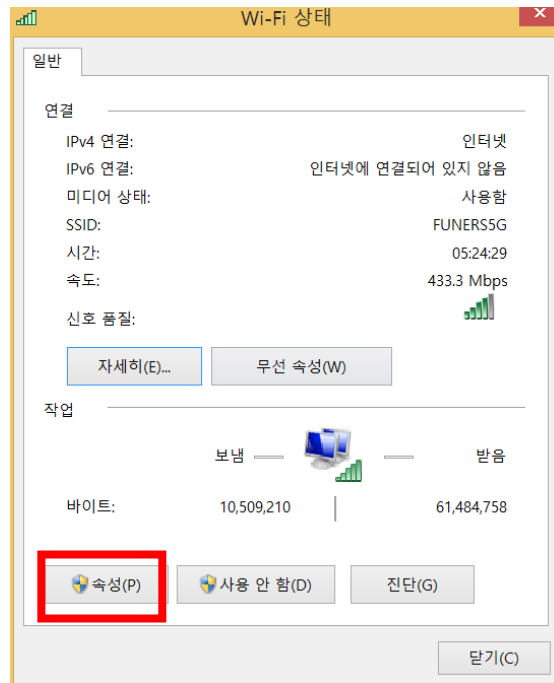 Wi-Fi 상태
일반
연결
IPv4 연결: 인터넷
IPv6 연결: 인터넷에 연결되어 있지 않음
미디어 상태: 사용함
SSID: FUNERS5G
시간: 05:24:29
속도: 433.3 Mbps
신호 품질:
자세히(E)... 무선 속성(W)
작업
보냄 받음
바이트: 10,509,210 61,484,758
속성(P) 사용 안 함(D) 진단(G)
닫기(C)